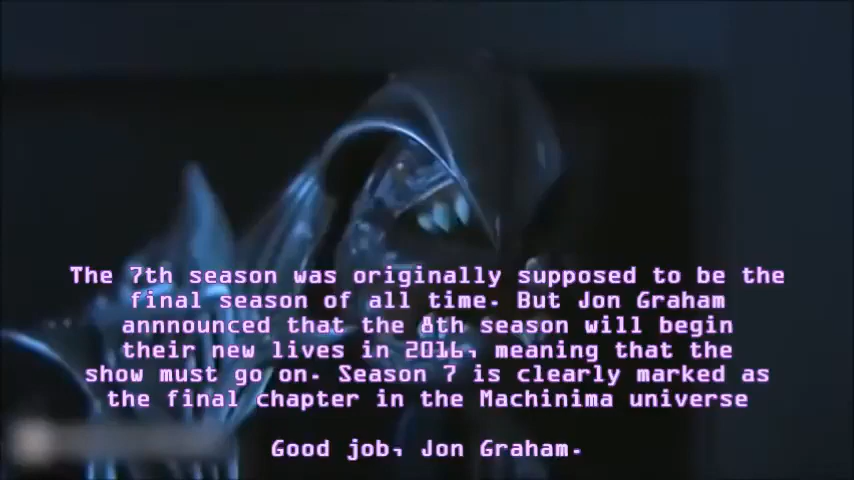 The 7th season was originally supposed to be the
final season of all time. But Jon Graham
annnounced that the 8th season will begin
their new lives in 2016, meaning that the
show must go on. Season 7 is clearly marked as
the final chapter in the Machinima universe
Good job, Jon Graham.